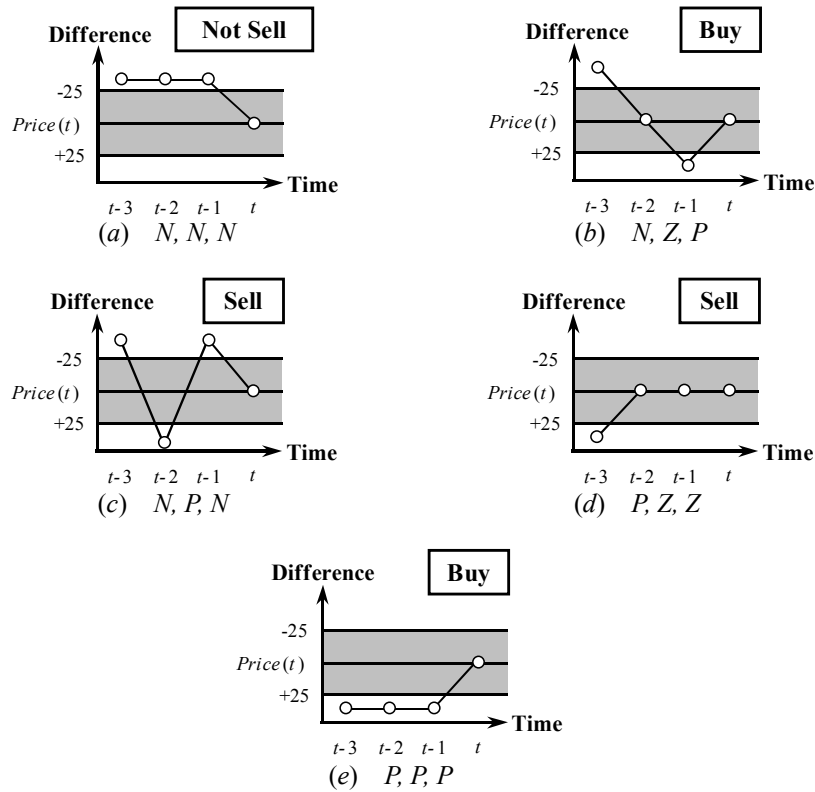 Difference Not Sell
-25
Price(t)
+25
Time
t-3 t-2 t-1 t
(a) N, N, N
Difference Buy
-25
Price(t)
+25
Time
t-3 t-2 t-1 t
(b) N, Z, P
Difference Sell
-25
Price(t)
+25
Time
t-3 t-2 t-1 t
(c) N, P, N
Difference Sell
-25
Price(t)
+25
Time
t-3 t-2 t-1 t
(d) P, Z, Z
Difference Buy
-25
Price(t)
+25
Time
t-3 t-2 t-1 t
(e) P, P, P